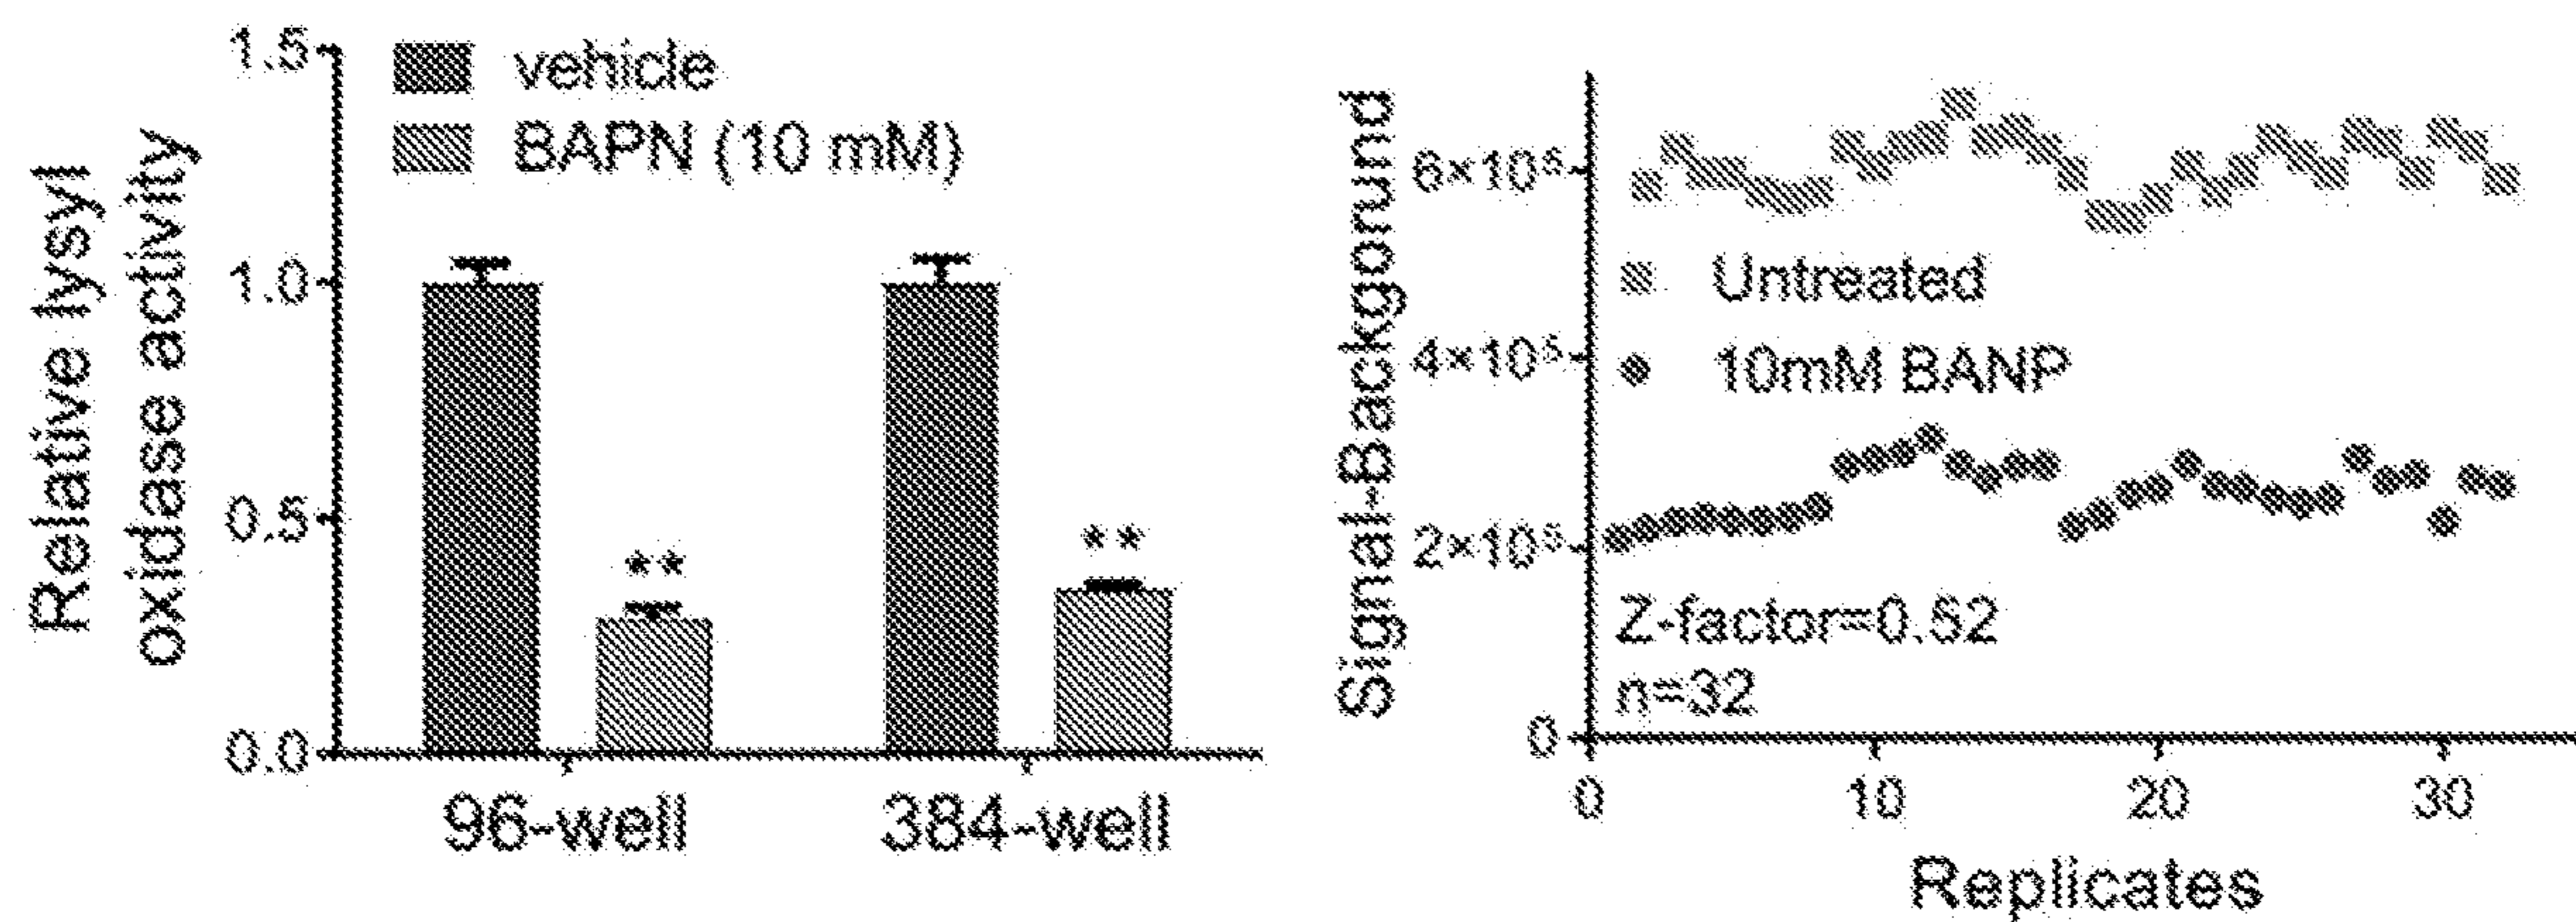 Relative lysyl
oxidase activity
1.5
1.0
0.5
0.0
vehicle
BAPN (10 mM)
**
**
96-well
384-well
Signal-Backgorund
6×10⁵
4×10⁵
2×10⁵
0
Untreated
10mM BANP
Z-factor=0.52
n=32
0
10
20
30
Replicates